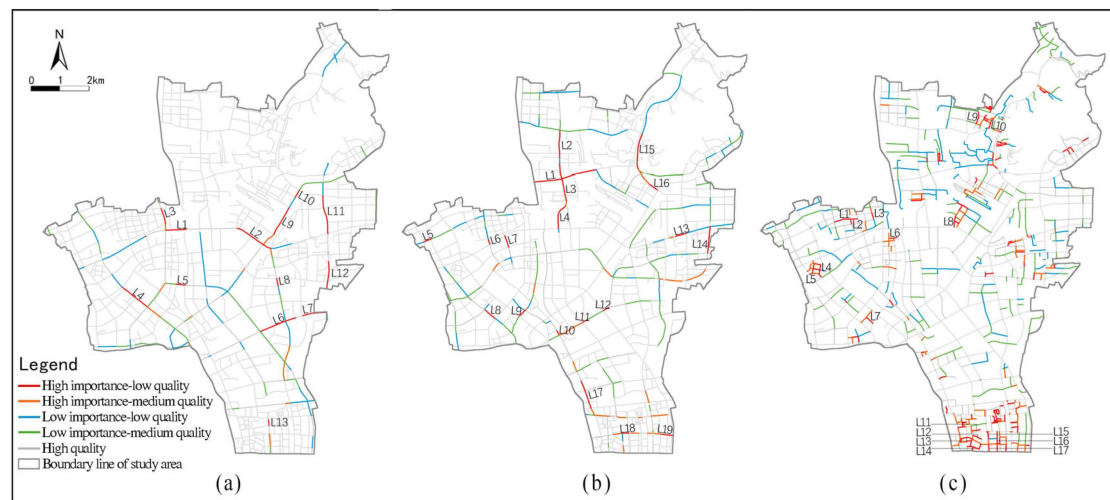 N
0 1 2km
L3
L1
L2
L10
L9
L11
L12
L5
L4
L8
L7
L6
L13
Legend
High importance-low quality
High importance-medium quality
Low importance-low quality
Low importance-medium quality
High quality
Boundary line of study area
(a)
L2
L15
L1
L3
L16
L4
L5
L6
L7
L13
L14
L8
L9
L12
L11
L10
L17
L18
L19
(b)
L9
L10
L1
L3
L2
L8
L6
L4
L5
L7
L11
L12
L13
L14
L15
L16
L17
(c)